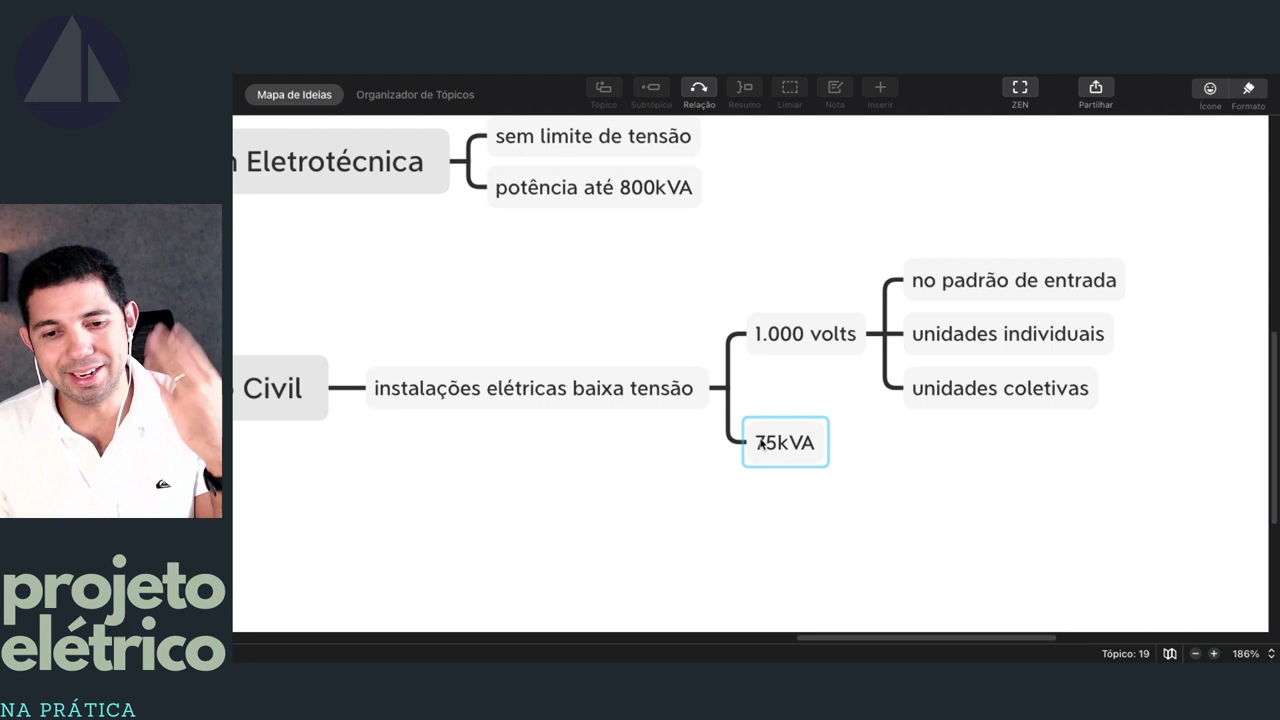 Mapa de Ideias
Organizador de Tópicos
Tópico
Subtópico
Relação
Resumo
Limiar
Nota
Inserir
ZEN
Partilhar
Ícone
Formato
Eletrotécnica
sem limite de tensão
potência até 800kVA
Civil
instalações elétricas baixa tensão
1.000 volts
no padrão de entrada
unidades individuais
unidades coletivas
75kVA
projeto
elétrico
NA PRÁTICA
Tópico: 19
186%